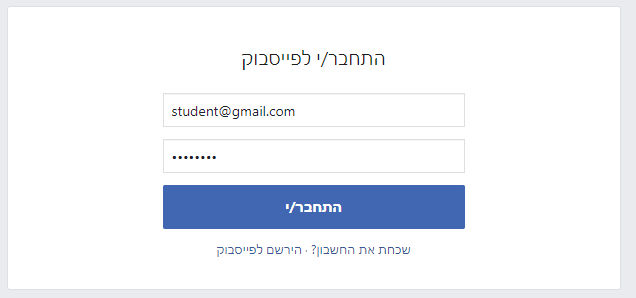 התחבר/י לפייסבוק
student@gmail.com
••••••••
התחבר/י
שכחת את החשבון? · הירשם לפייסבוק